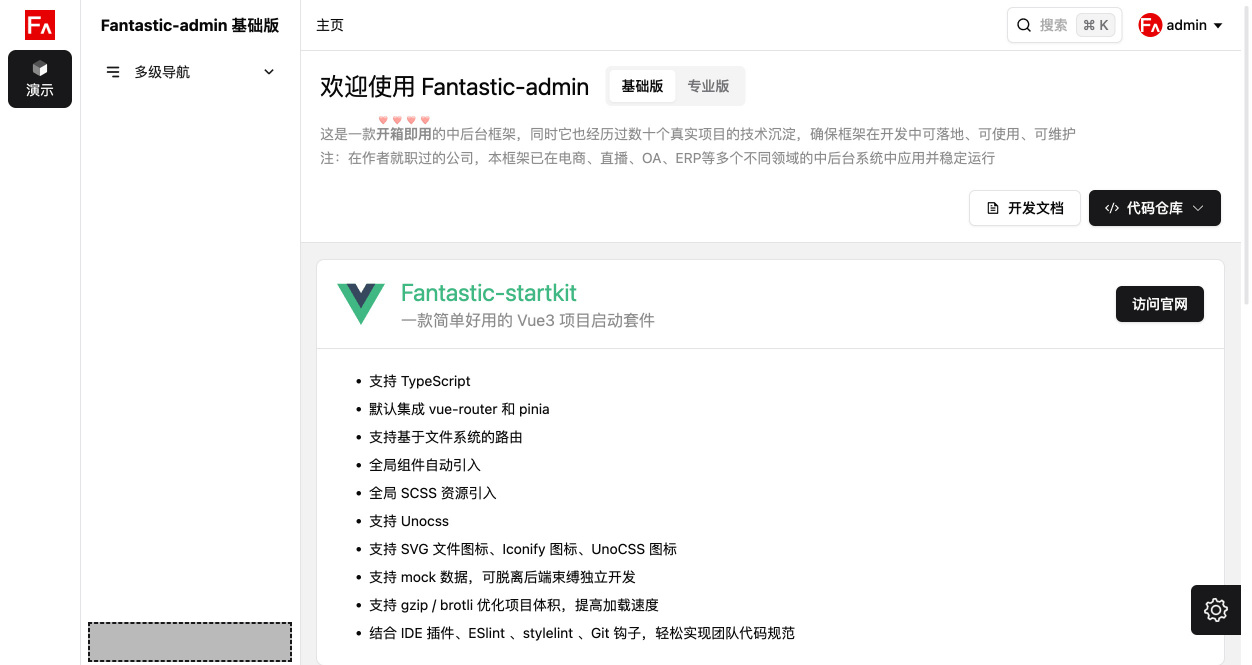 FA
Fantastic-admin 基础版
主页
搜索 ⌘ K
FA admin
演示
多级导航
欢迎使用 Fantastic-admin
基础版
专业版
这是一款开箱即用的中后台框架，同时它也经历过数十个真实项目的技术沉淀，确保框架在开发中可落地、可使用、可维护
注：在作者就职过的公司，本框架已在电商、直播、OA、ERP等多个不同领域的中后台系统中应用并稳定运行
开发文档
代码仓库
Fantastic-startkit
一款简单好用的 Vue3 项目启动套件
访问官网
• 支持 TypeScript
• 默认集成 vue-router 和 pinia
• 支持基于文件系统的路由
• 全局组件自动引入
• 全局 SCSS 资源引入
• 支持 Unocss
• 支持 SVG 文件图标、Iconify 图标、UnoCSS 图标
• 支持 mock 数据，可脱离后端束缚独立开发
• 支持 gzip / brotli 优化项目体积，提高加载速度
• 结合 IDE 插件、ESlint 、stylelint 、Git 钩子，轻松实现团队代码规范